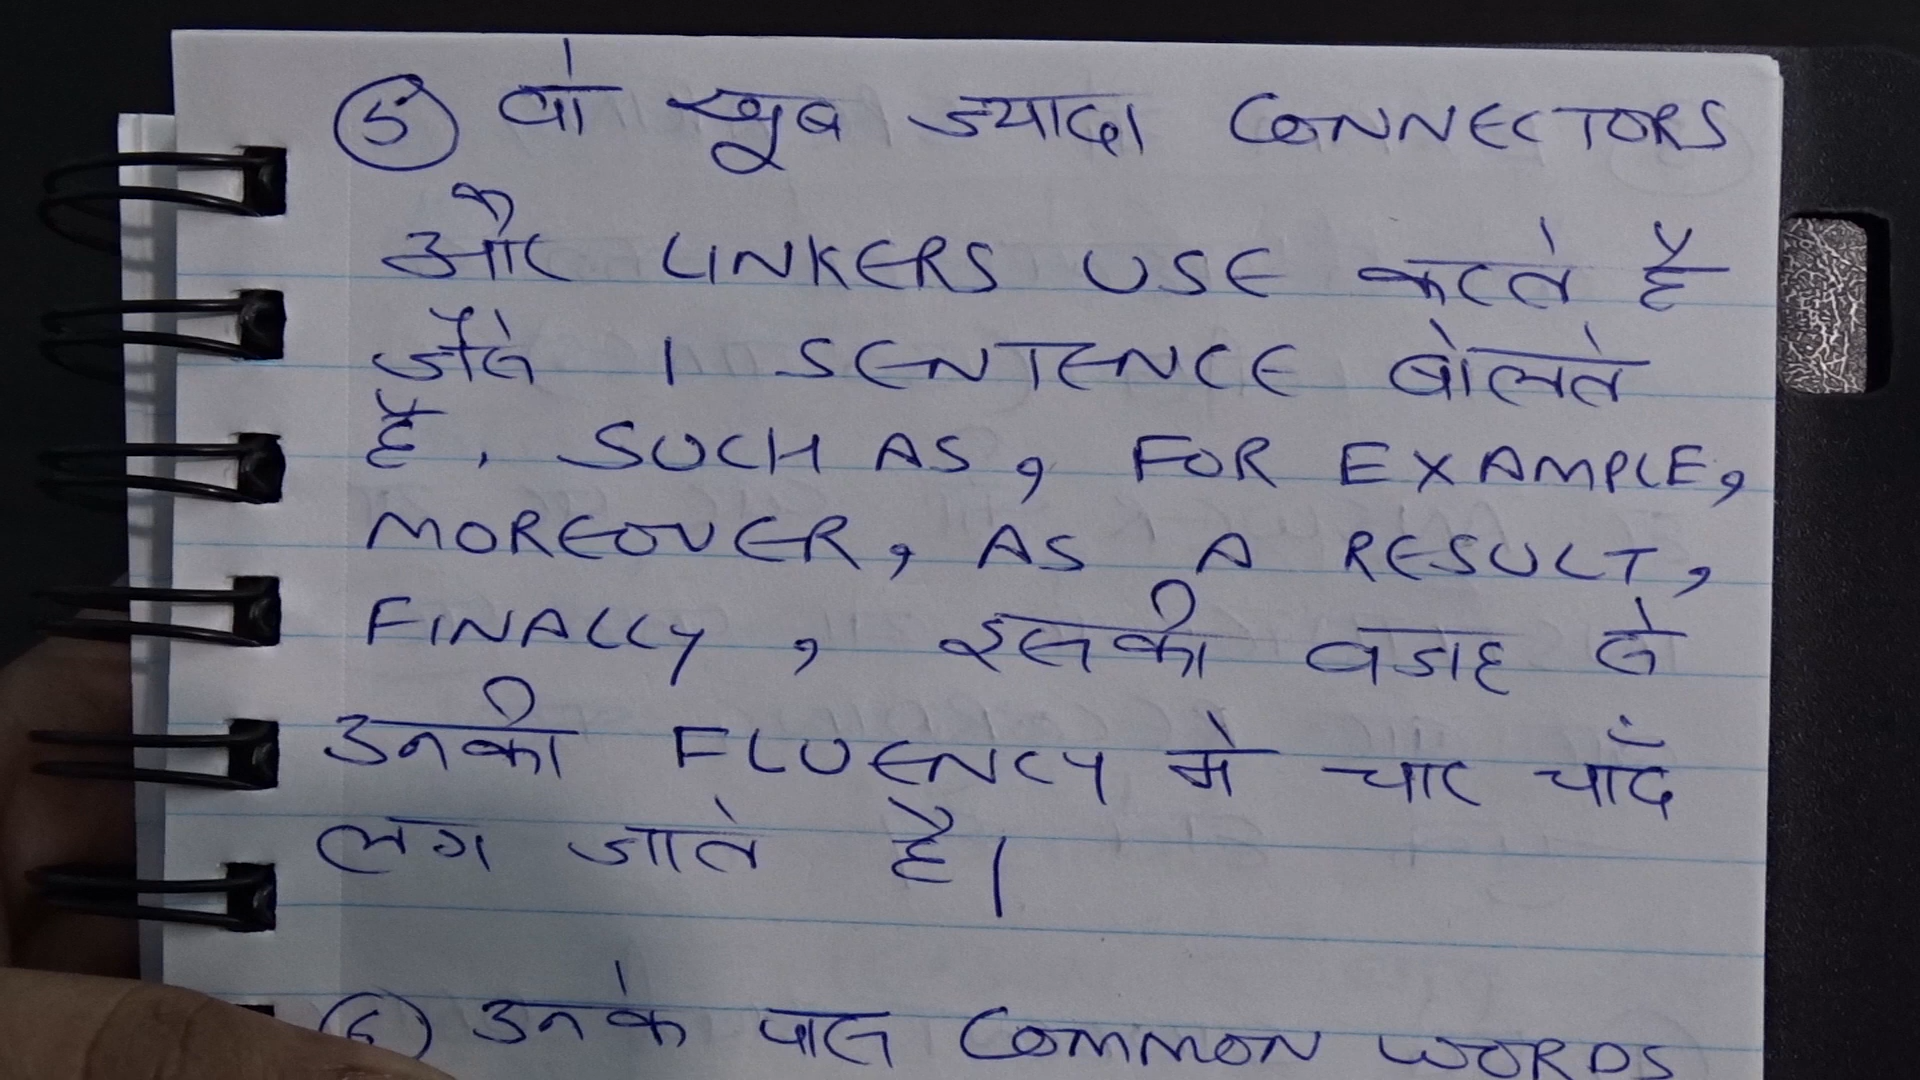 ⑤ वो खूब ज्यादा CONNECTORS
और LINKERS USE करते है
जैसे 1 SENTENCE बोलते
है, SUCH AS, FOR EXAMPLE,
MOREOVER, AS A RESULT,
FINALLY, इसकी वजाह से
उनकी FLUENCY मे चार चाँद
लग जाते है।
⑥ उनके पास COMMON WORDS